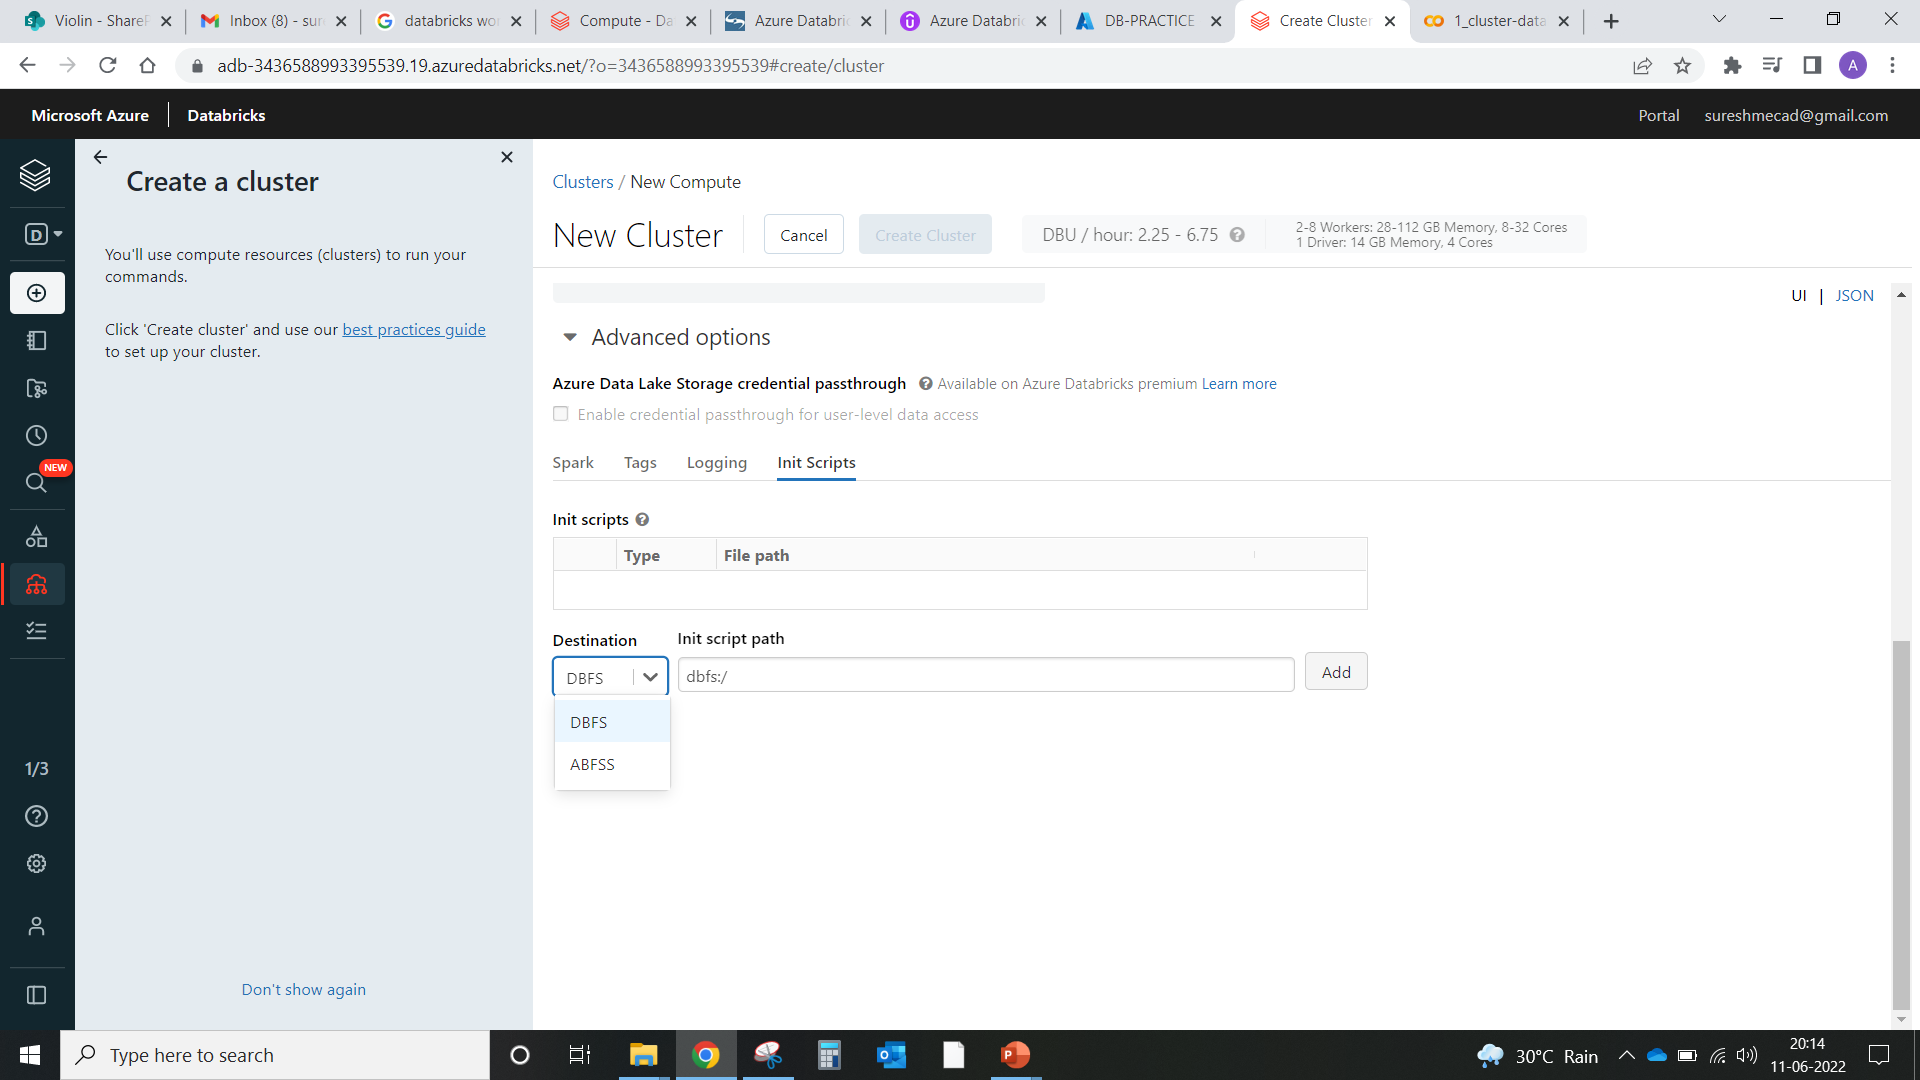 Violin - ShareP
Inbox (8) - sur
databricks wor
Compute - Da
Azure Databric
Azure Databric
DB-PRACTICE
Create Cluster
1_cluster-data
adb-3436588993395539.19.azuredatabricks.net/?o=3436588993395539#create/cluster
A
Microsoft Azure
Databricks
Portal
sureshmecad@gmail.com
D
NEW
1/3
Create a cluster
You'll use compute resources (clusters) to run your
commands.
Click 'Create cluster' and use our best practices guide
to set up your cluster.
Don't show again
Clusters / New Compute
New Cluster
Cancel
Create Cluster
DBU / hour: 2.25 - 6.75
2-8 Workers: 28-112 GB Memory, 8-32 Cores
1 Driver: 14 GB Memory, 4 Cores
UI | JSON
Advanced options
Azure Data Lake Storage credential passthrough Available on Azure Databricks premium Learn more
Enable credential passthrough for user-level data access
Spark Tags Logging Init Scripts
Init scripts
Type File path
Destination Init script path
DBFS dbfs:/ Add
DBFS
ABFSS
Type here to search
30°C Rain
20:14
11-06-2022